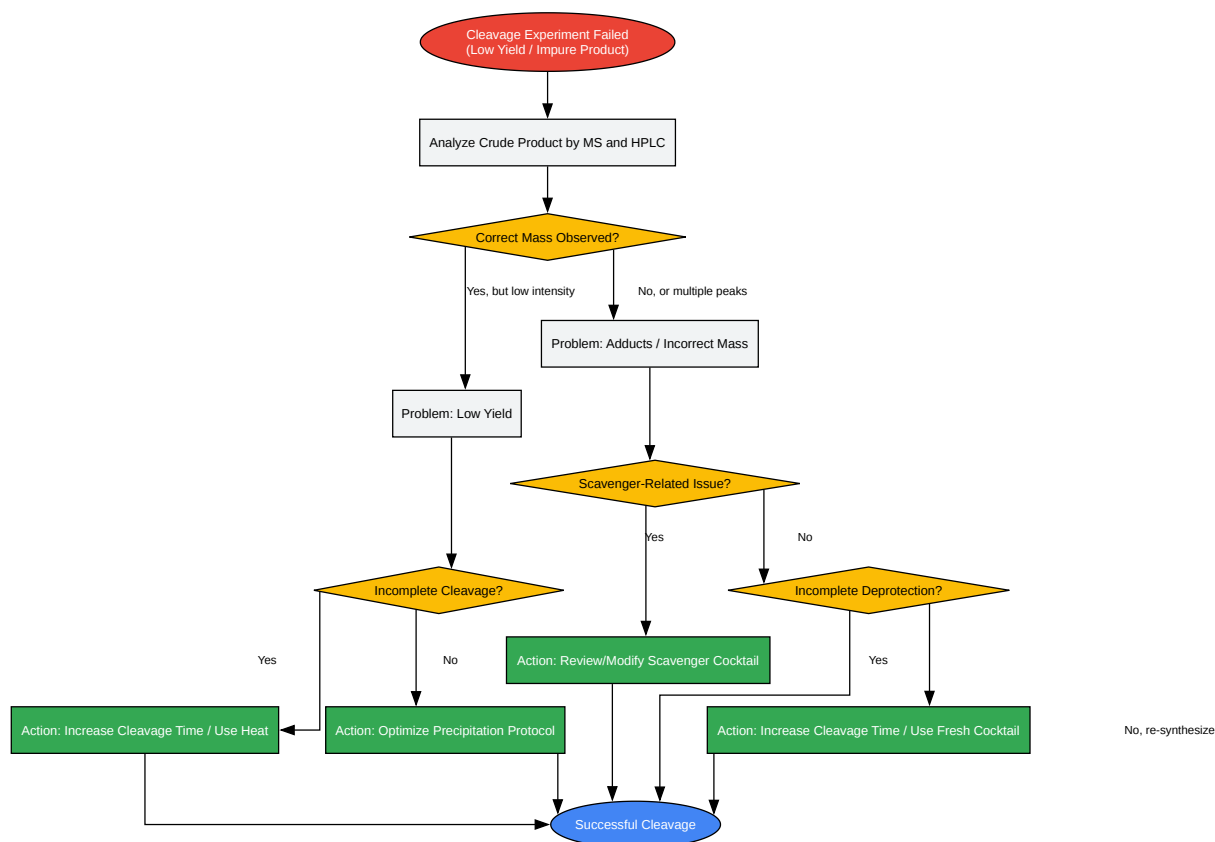 Cleavage Experiment Failed
(Low Yield / Impure Product)
Analyze Crude Product by MS and HPLC
Correct Mass Observed?
Yes, but low intensity
No, or multiple peaks
Problem: Adducts / Incorrect Mass
Problem: Low Yield
Scavenger-Related Issue?
Yes
No
Incomplete Cleavage?
Incomplete Deprotection?
Yes
No
Action: Review/Modify Scavenger Cocktail
Yes
Action: Increase Cleavage Time / Use Heat
Action: Optimize Precipitation Protocol
Action: Increase Cleavage Time / Use Fresh Cocktail
No, re-synthesize
Successful Cleavage